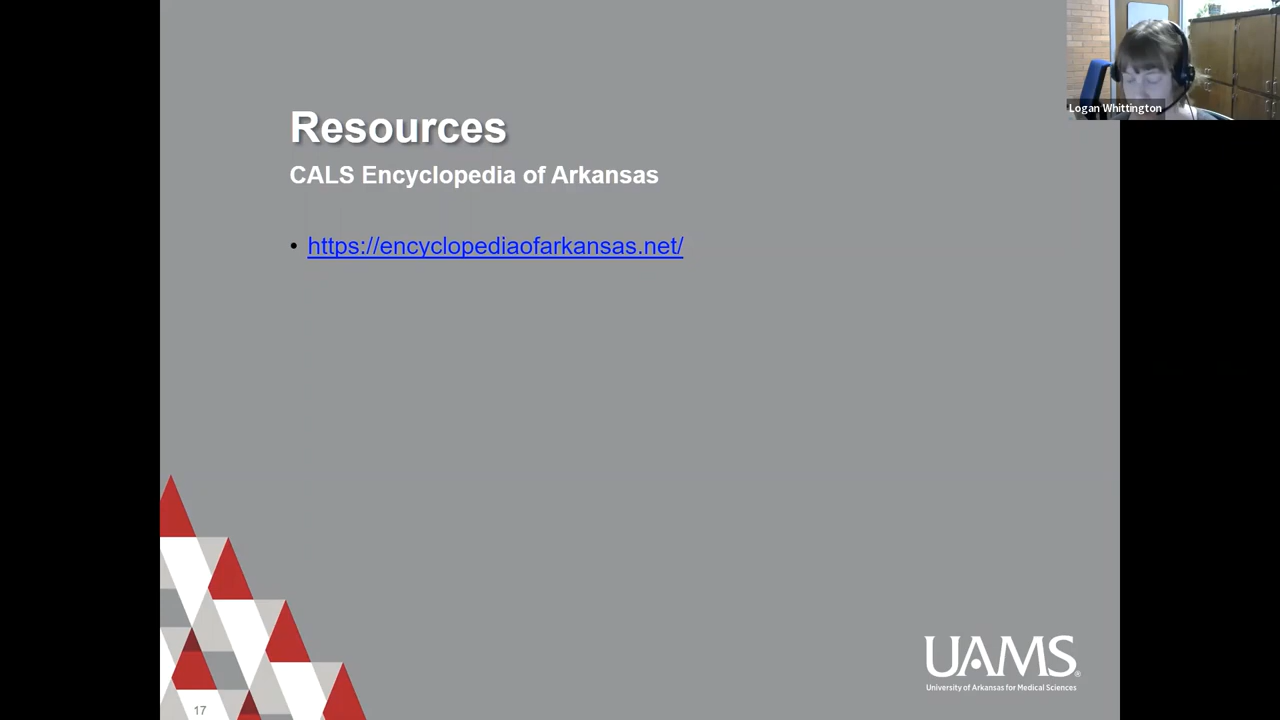 Logan Whittington
Resources
CALS Encyclopedia of Arkansas
• https://encyclopediaofarkansas.net/
UAMS®
University of Arkansas for Medical Sciences
17